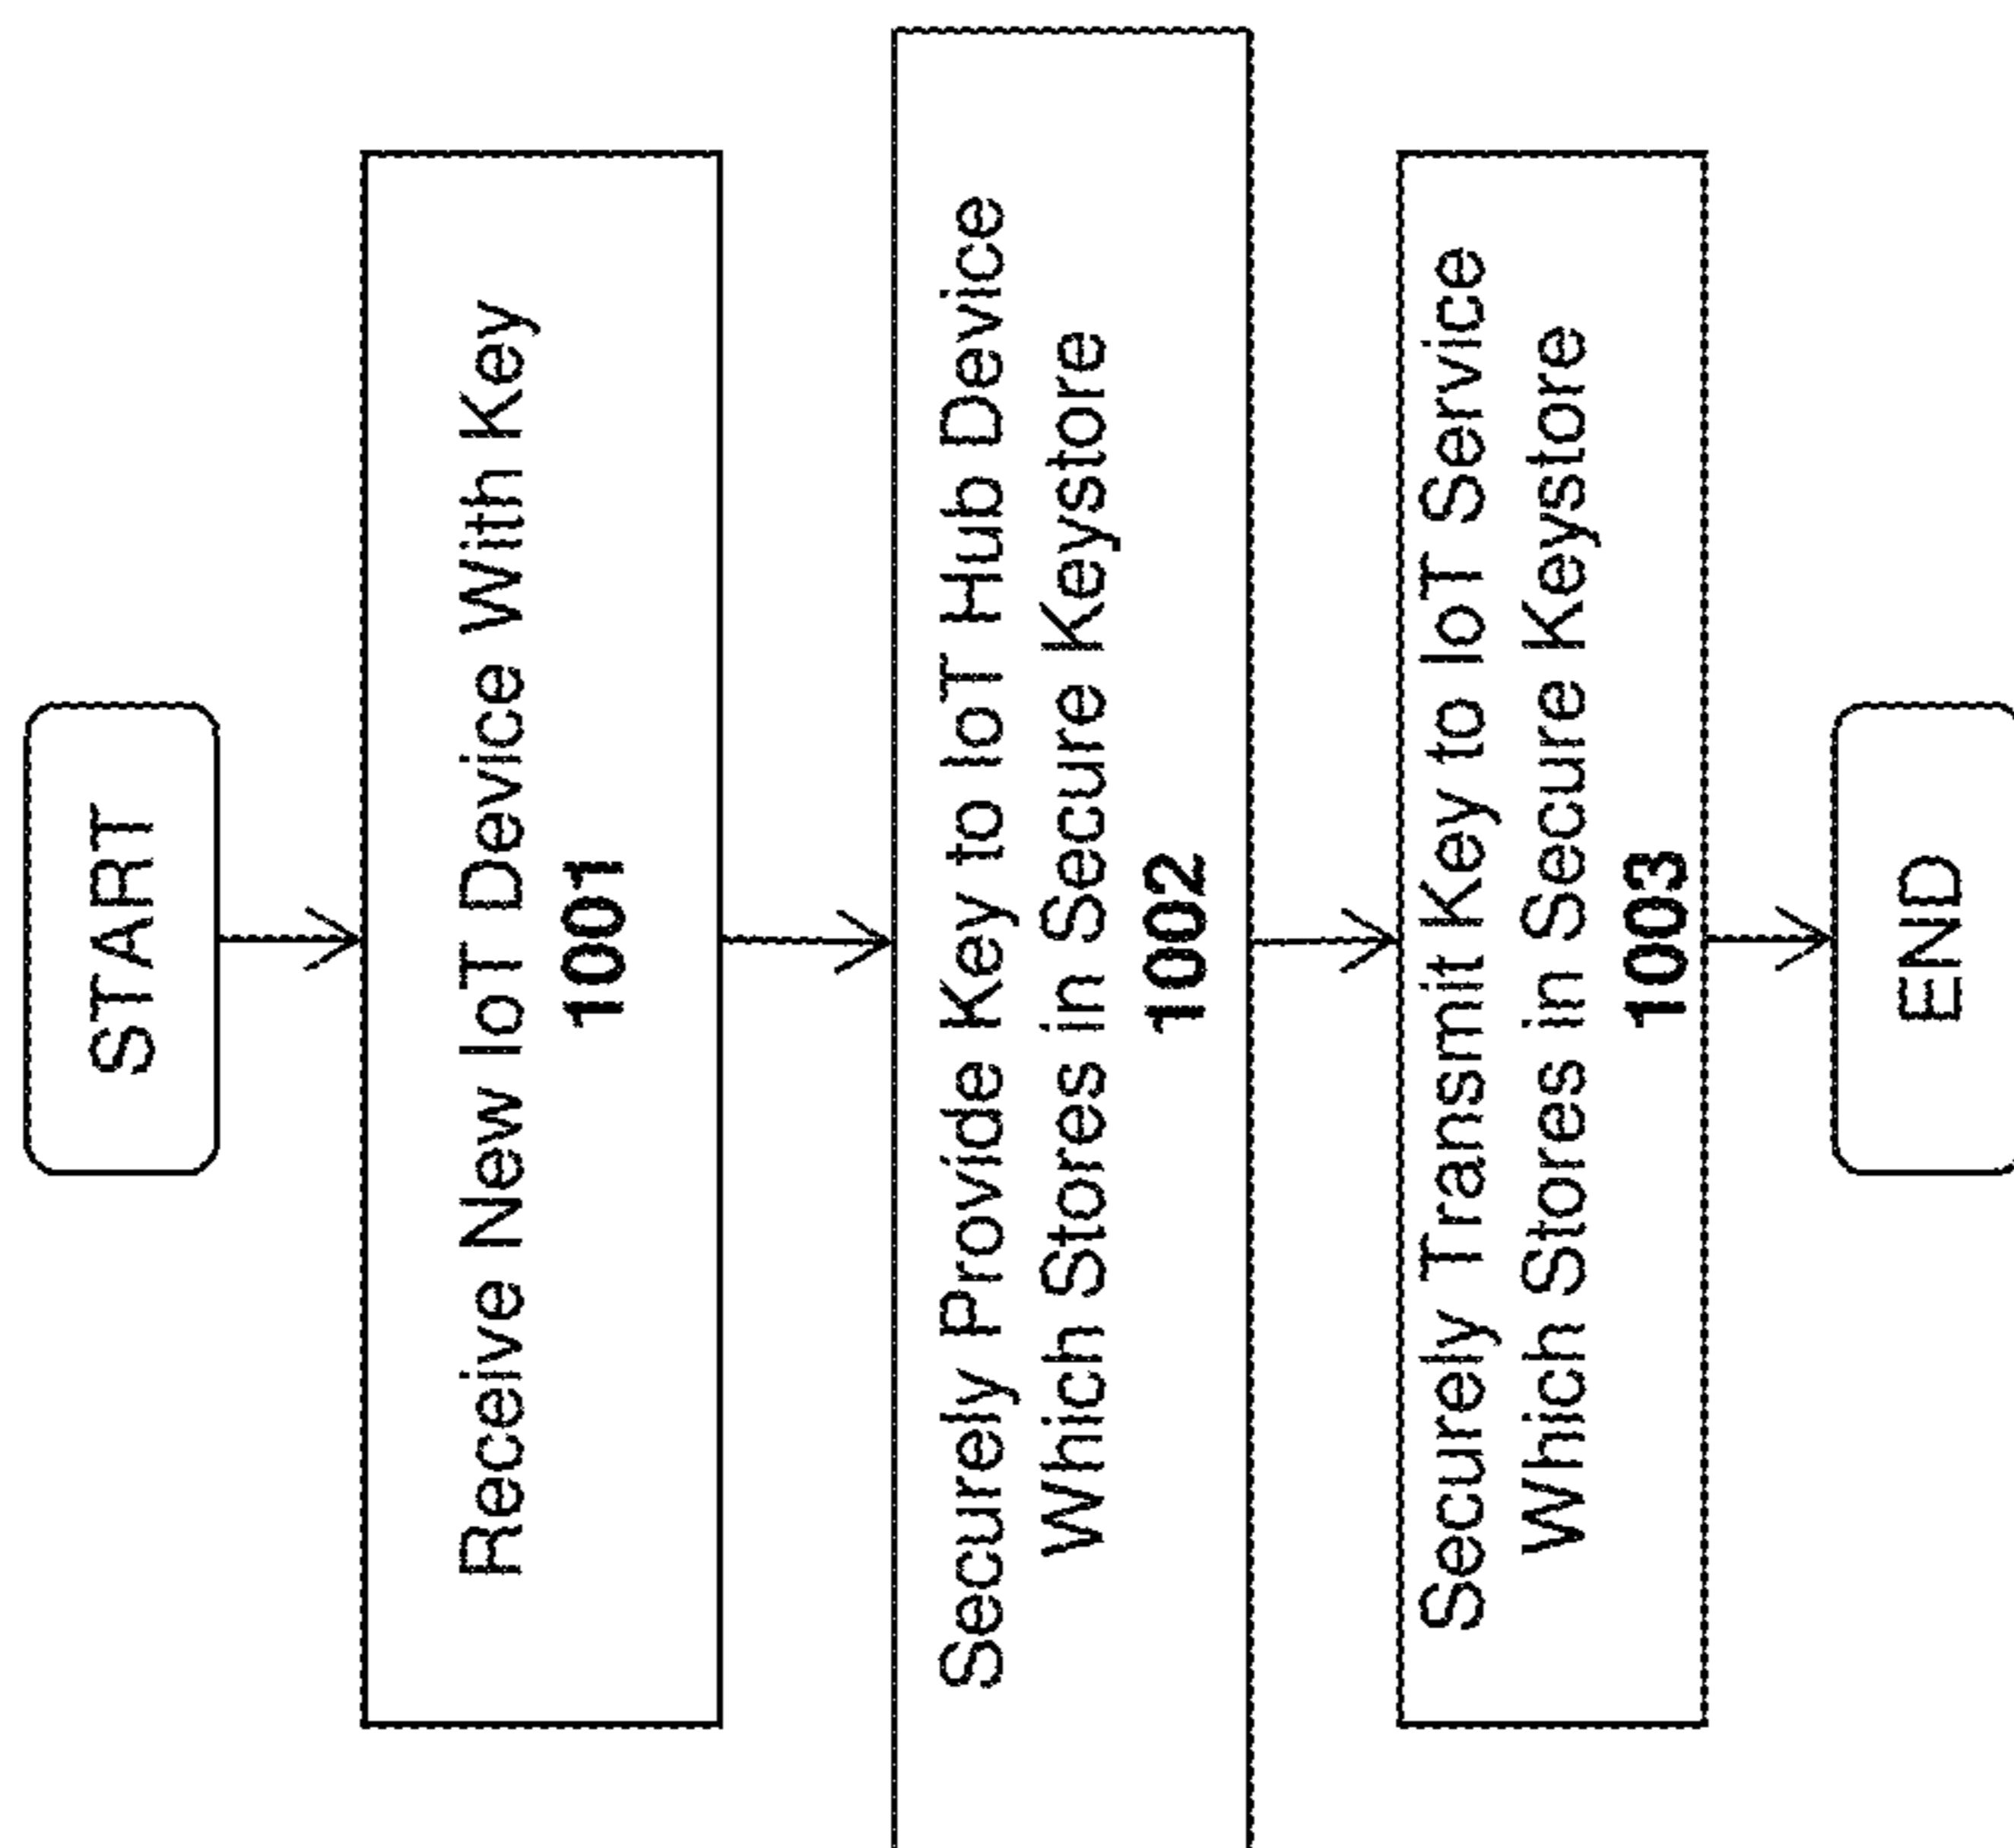 START
Receive New IoT Device With Key
1001
Securely Provide Key to IoT Hub Device
Which Stores in Secure Keystore
1002
Securely Transmit Key to IoT Service
Which Stores in Secure Keystore
1003
END